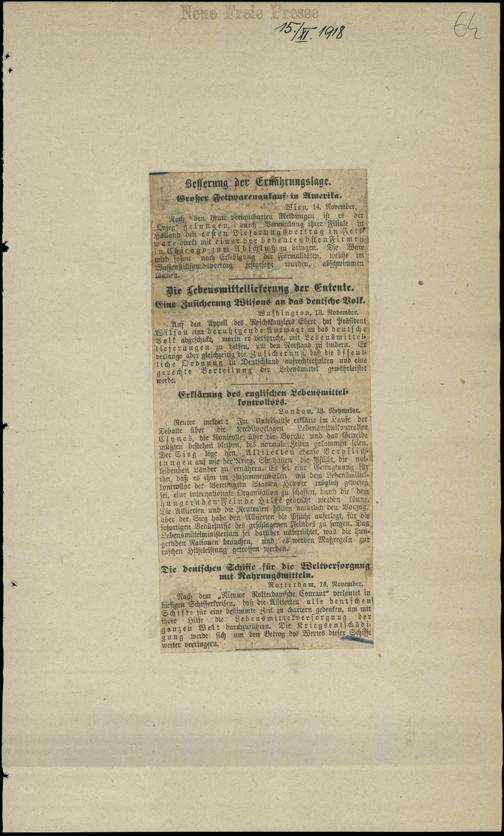 Neue Freie Presse
15./XI. 1918
64
Besserung der Ernährungslage.
Großer Fettwarenankauf in Amerika.
Wien, 14. November.
Nach den heute vorgelegten Meldungen ist es der
„Oezeg" gelungen, durch Vermittlung ihrer Filiale in
Holland den ersten Lieferungsvertrag in Fett-
ware direkt mit einer der bedeutendsten Firmen
in Chicago zum Abschluß zu bringen. Die Ware
wird sofort nach Erledigung der Formalitäten, welche im
Waffenstillstandsvertrag festgesetzt wurden, abschwimmen
können.
Die Lebensmittellieferung der Entente.
Eine Zusicherung Wilsons an das deutsche Volk.
Washington, 13. November.
Auf den Appell des Reichskanzlers Ebert hat Präsident
Wilson eine beruhigende Antwort an das deutsche
Volk abgeschickt, worin er verspricht, mit Lebensmittel-
lieferungen zu helfen, um den Notstand zu lindern. Er
verlange aber gleichzeitig die Zusicherung, daß die öffent-
liche Ordnung in Deutschland aufrechterhalten und eine
gerechte Verteilung der Lebensmittel gewährleistet
werde.
Erklärung des englischen Lebensmittel-
kontrollors.
London, 13. November.
Reuter meldet: Im Unterhause erklärte im Laufe der
Debatte über die Kreditvorlagen Lebensmittelkontrollor
Clynes, die Kontrolle über die Vorräte und das Getreide
müßten bestehen bleiben, bis normale Zeiten gekommen seien.
Der Sieg lege den Alliierten ebenso Verpflich-
tungen auf wie der Krieg. Sie hätten die Pflicht, die not-
leidenden Länder zu ernähren. Es sei eine Genugtuung für
ihn, daß es ihm im Zusammenwirken mit dem Lebensmittel-
kontrollor der Vereinigten Staaten Hoover möglich gewesen
sei, eine internationale Organisation zu schaffen, durch die dem
hungernden Feinde Hilfe gebracht werden könne.
Die Alliierten und die Neutralen hätten natürlich den Vorzug,
aber der Sieg habe den Alliierten die Pflicht auferlegt, für die
sofortigen Bedürfnisse des geschlagenen Feindes zu sorgen. Das
Lebensmittelministerium sei darüber unterrichtet, was die hun-
gernden Nationen brauchen, und es werden Maßregeln zur
raschen Hilfeleistung getroffen werden.
Die deutschen Schiffe für die Weltversorgung
mit Nahrungsmitteln.
Rotterdam, 14. November.
Nach dem „Nieuwe Rotterdamsche Courant" verlautet in
hiesigen Schifferkreisen, daß die Alliierten alle deutschen
Schiffe für eine bestimmte Zeit zu chartern gedenken, um mit
ihrer Hilfe die Lebensmittelversorgung der
ganzen Welt durchzuführen. Die Kriegsentschädi-
gung werde sich um den Betrag des Wertes dieser Schiffe
weiter verringern.